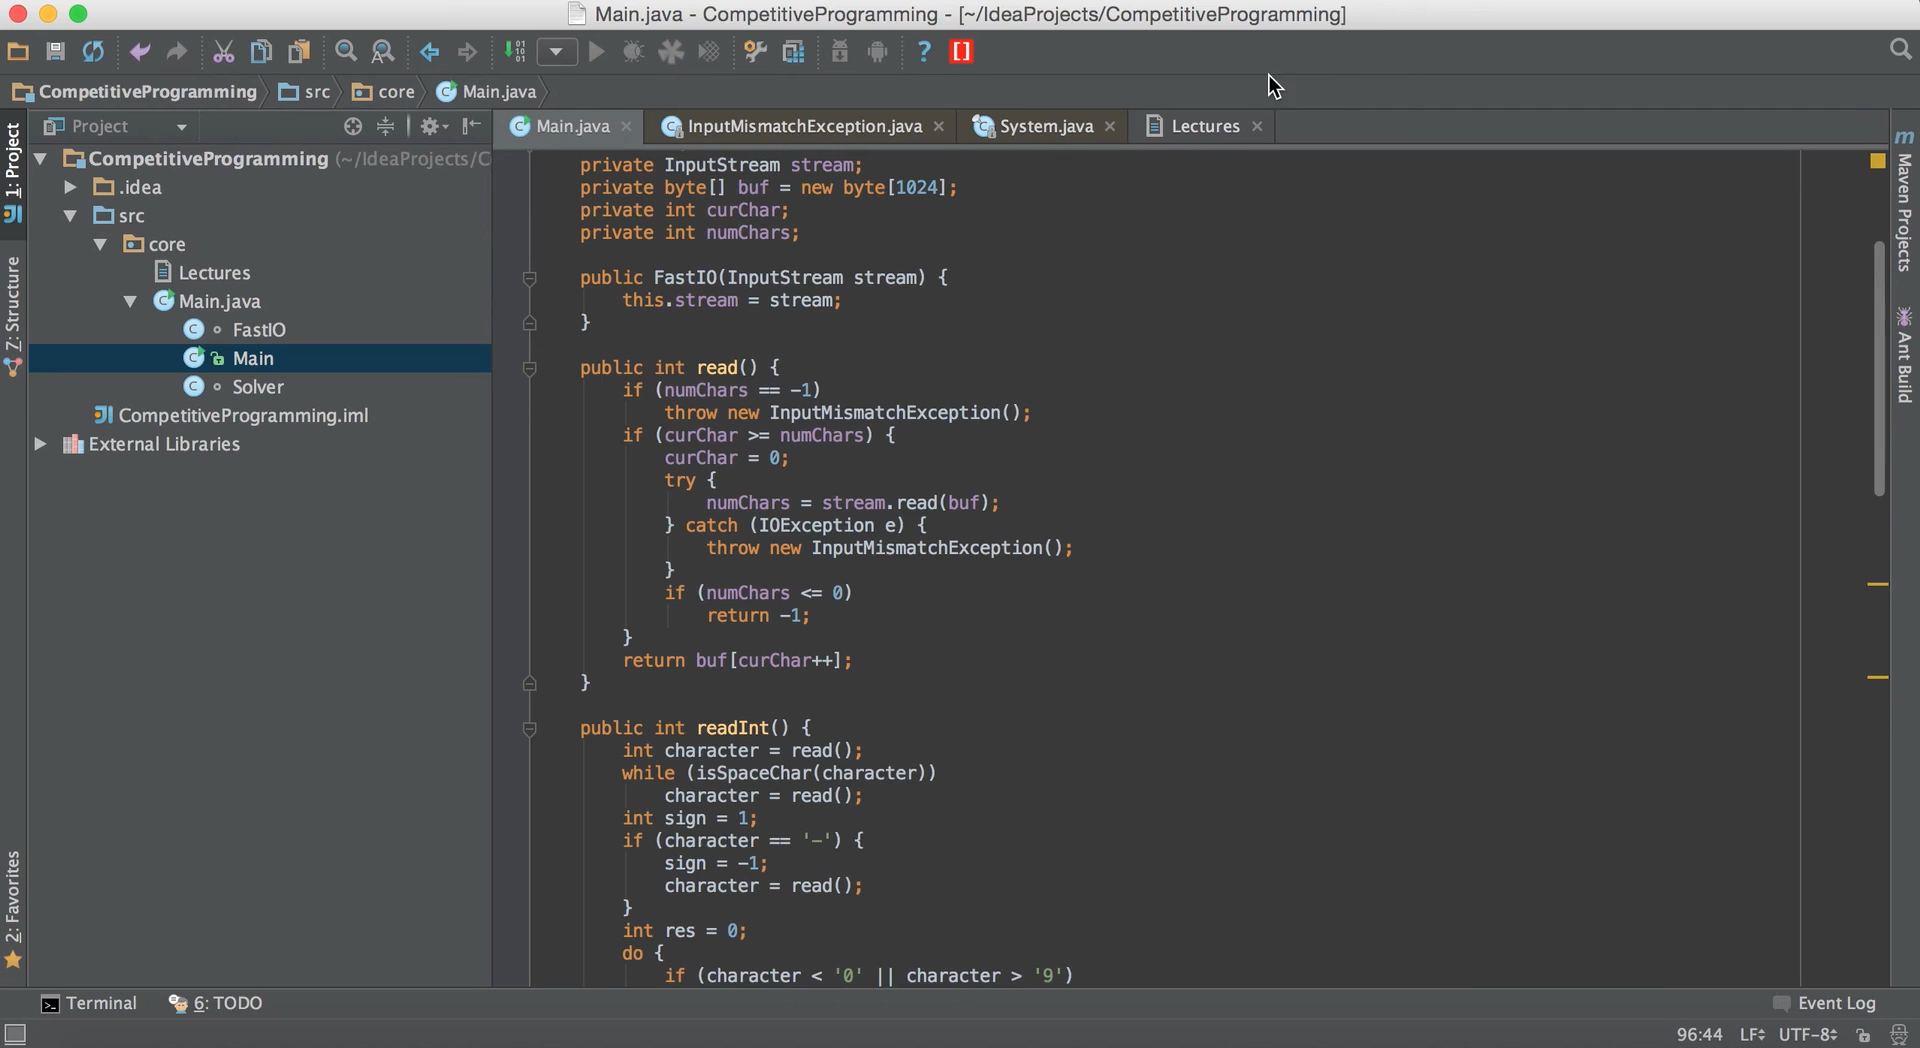 Main.java - CompetitiveProgramming - [~/IdeaProjects/CompetitiveProgramming]
CompetitiveProgramming src core Main.java
1: Project
Z: Structure
2: Favorites
Project
CompetitiveProgramming (~/IdeaProjects/C
.idea
src
core
Lectures
Main.java
FastIO
Main
Solver
CompetitiveProgramming.iml
External Libraries
Main.java InputMismatchException.java System.java Lectures
private InputStream stream;
private byte[] buf = new byte[1024];
private int curChar;
private int numChars;
public FastIO(InputStream stream) {
this.stream = stream;
}
public int read() {
if (numChars == -1)
throw new InputMismatchException();
if (curChar >= numChars) {
curChar = 0;
try {
numChars = stream.read(buf);
} catch (IOException e) {
throw new InputMismatchException();
}
if (numChars <= 0)
return -1;
}
return buf[curChar++];
}
public int readInt() {
int character = read();
while (isSpaceChar(character))
character = read();
int sign = 1;
if (character == '-') {
sign = -1;
character = read();
}
int res = 0;
do {
if (character < '0' || character > '9')
Maven Projects
Ant Build
Terminal 6: TODO Event Log
96:44 LF UTF-8